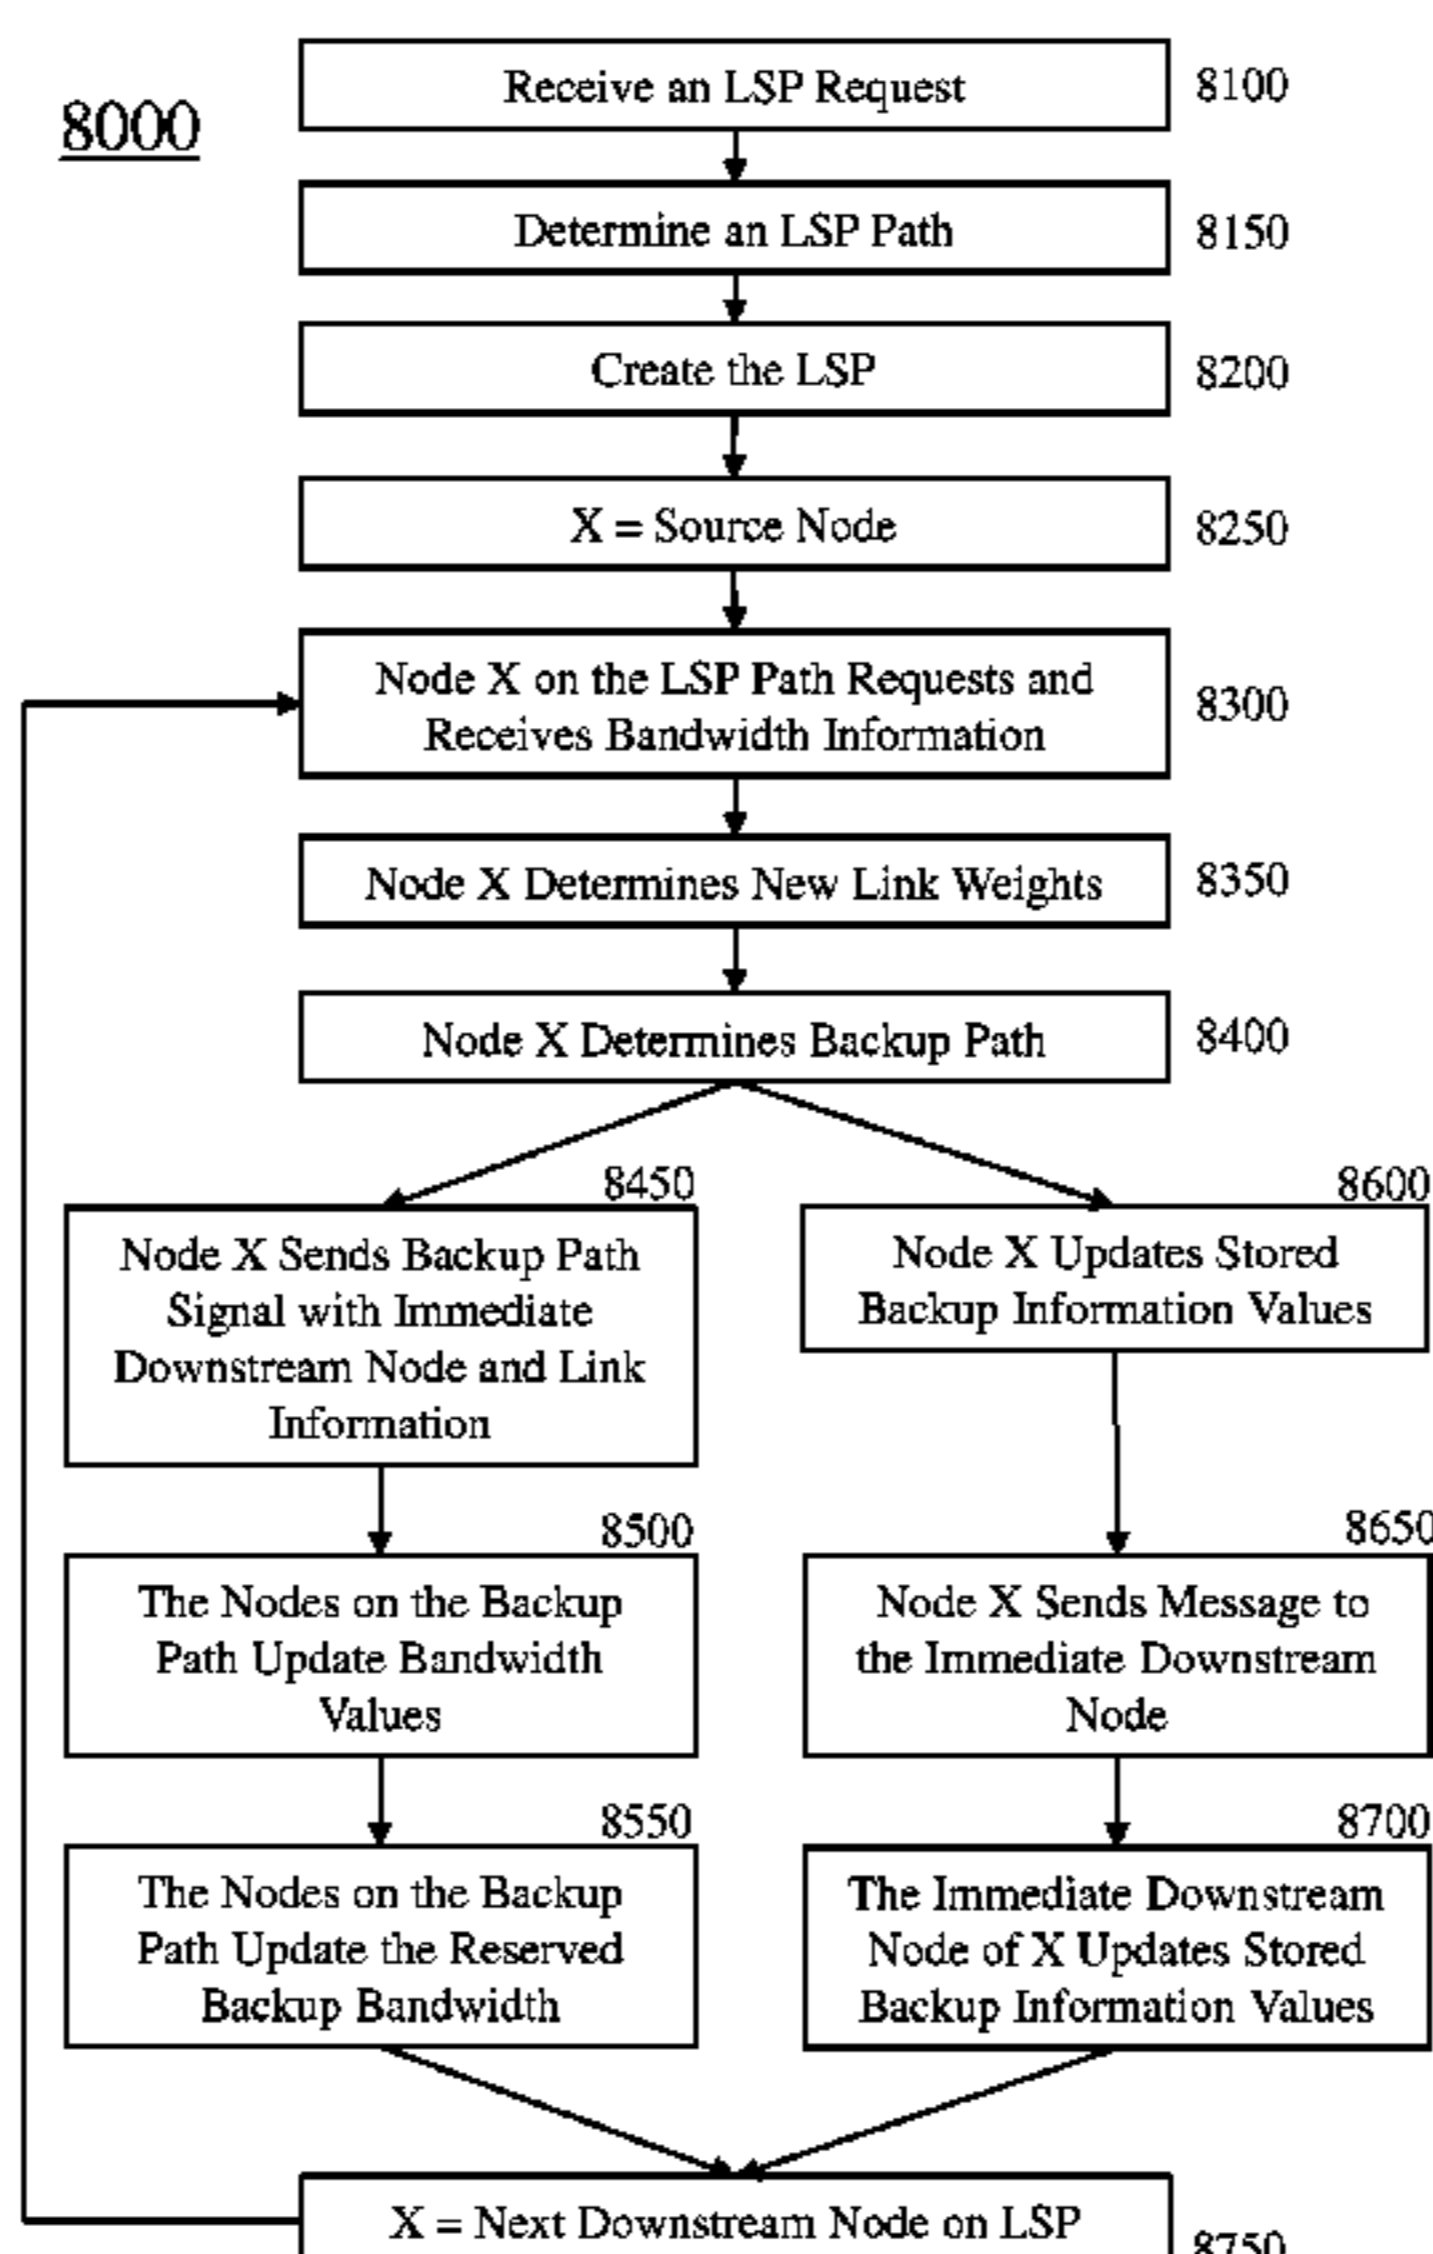 8000
Receive an LSP Request
8100
Determine an LSP Path
8150
Create the LSP
8200
X = Source Node
8250
Node X on the LSP Path Requests and
Receives Bandwidth Information
8300
Node X Determines New Link Weights
8350
Node X Determines Backup Path
8400
8450
Node X Sends Backup Path
Signal with Immediate
Downstream Node and Link
Information
8600
Node X Updates Stored
Backup Information Values
8500
The Nodes on the Backup
Path Update Bandwidth
Values
8650
Node X Sends Message to
the Immediate Downstream
Node
8550
The Nodes on the Backup
Path Update the Reserved
Backup Bandwidth
8700
The Immediate Downstream
Node of X Updates Stored
Backup Information Values
X = Next Downstream Node on LSP
8750